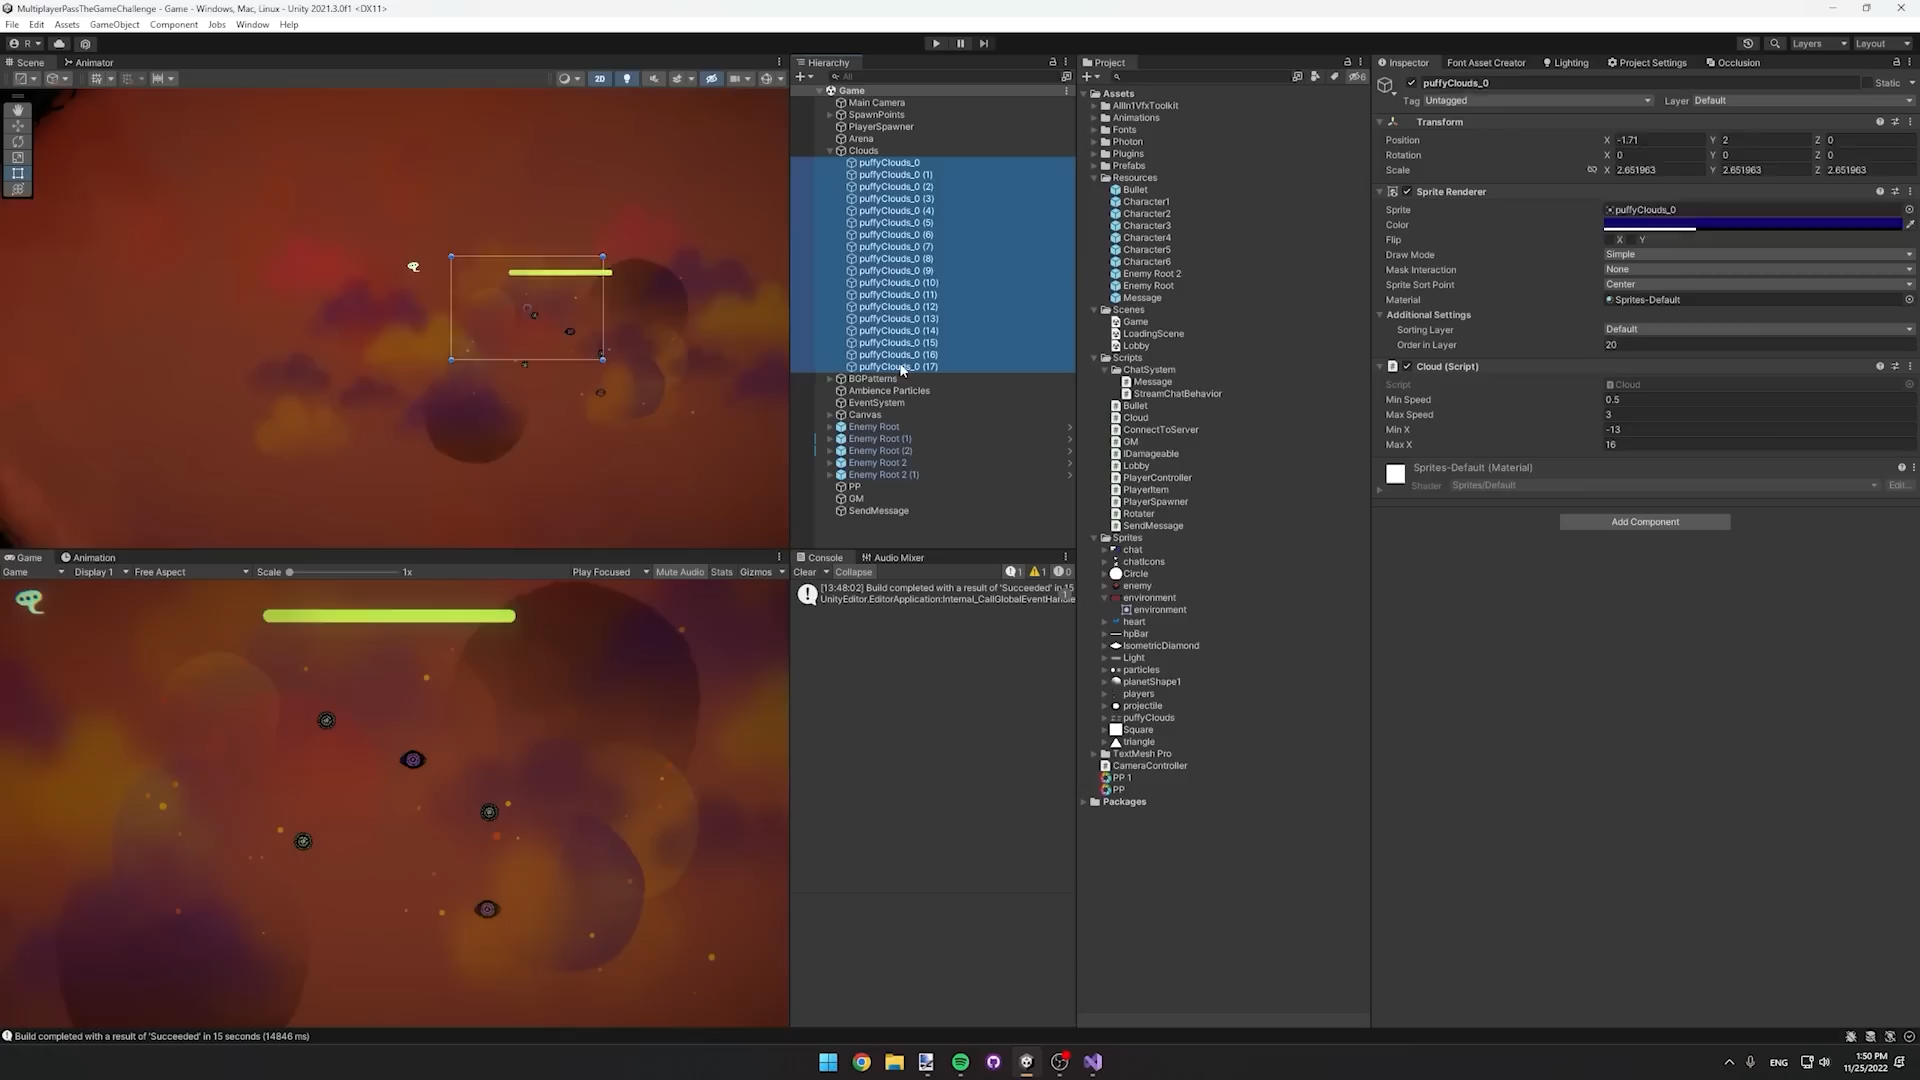 MultiplayerPassTheGameChallenge - Game - Windows, Mac, Linux - Unity 2021.3.0f1 <DX11>
File Edit Assets GameObject Component Jobs Window Help
R
Layers Layout
Scene Animator
2D
Hierarchy
All
Game
Main Camera
SpawnPoints
PlayerSpawner
Arena
Clouds
puffyClouds_0
puffyClouds_0 (1)
puffyClouds_0 (2)
puffyClouds_0 (3)
puffyClouds_0 (4)
puffyClouds_0 (5)
puffyClouds_0 (6)
puffyClouds_0 (7)
puffyClouds_0 (8)
puffyClouds_0 (9)
puffyClouds_0 (10)
puffyClouds_0 (11)
puffyClouds_0 (12)
puffyClouds_0 (13)
puffyClouds_0 (14)
puffyClouds_0 (15)
puffyClouds_0 (16)
puffyClouds_0 (17)
BGPatterns
Ambience Particles
EventSystem
Canvas
Enemy Root
Enemy Root (1)
Enemy Root (2)
Enemy Root 2
Enemy Root 2 (1)
PP
GM
SendMessage
Project
6
Assets
AllIn1VfxToolkit
Animations
Fonts
Photon
Plugins
Prefabs
Resources
Bullet
Character1
Character2
Character3
Character4
Character5
Character6
Enemy Root 2
Enemy Root
Message
Scenes
Game
LoadingScene
Lobby
Scripts
ChatSystem
Message
StreamChatBehavior
Bullet
Cloud
ConnectToServer
GM
IDamageable
Lobby
PlayerController
PlayerItem
PlayerSpawner
Rotater
SendMessage
Sprites
chat
chatIcons
Circle
enemy
environment
environment
heart
hpBar
IsometricDiamond
Light
particles
planetShape1
players
projectile
puffyClouds
Square
triangle
TextMesh Pro
CameraController
PP 1
PP
Packages
Inspector Font Asset Creator Lighting Project Settings Occlusion
puffyClouds_0 Static
Tag Untagged Layer Default
Transform
Position X -1.71 Y 2 Z 0
Rotation X 0 Y 0 Z 0
Scale X 2.651963 Y 2.651963 Z 2.651963
Sprite Renderer
Sprite puffyClouds_0
Color
Flip X Y
Draw Mode Simple
Mask Interaction None
Sprite Sort Point Center
Material Sprites-Default
Additional Settings
Sorting Layer Default
Order in Layer 20
Cloud (Script)
Script Cloud
Min Speed 0.5
Max Speed 3
Min X -13
Max X 16
Sprites-Default (Material)
Shader Sprites/Default Edit...
Add Component
Game Animation
Game Display 1 Free Aspect Scale 1x Play Focused Mute Audio Stats Gizmos
Console Audio Mixer
Clear Collapse 1 1 0
[13:48:02] Build completed with a result of 'Succeeded' in 15
UnityEditor.EditorApplication:Internal_CallGlobalEventHandle
1
Build completed with a result of 'Succeeded' in 15 seconds (14846 ms)
ENG
1:50 PM
11/25/2022